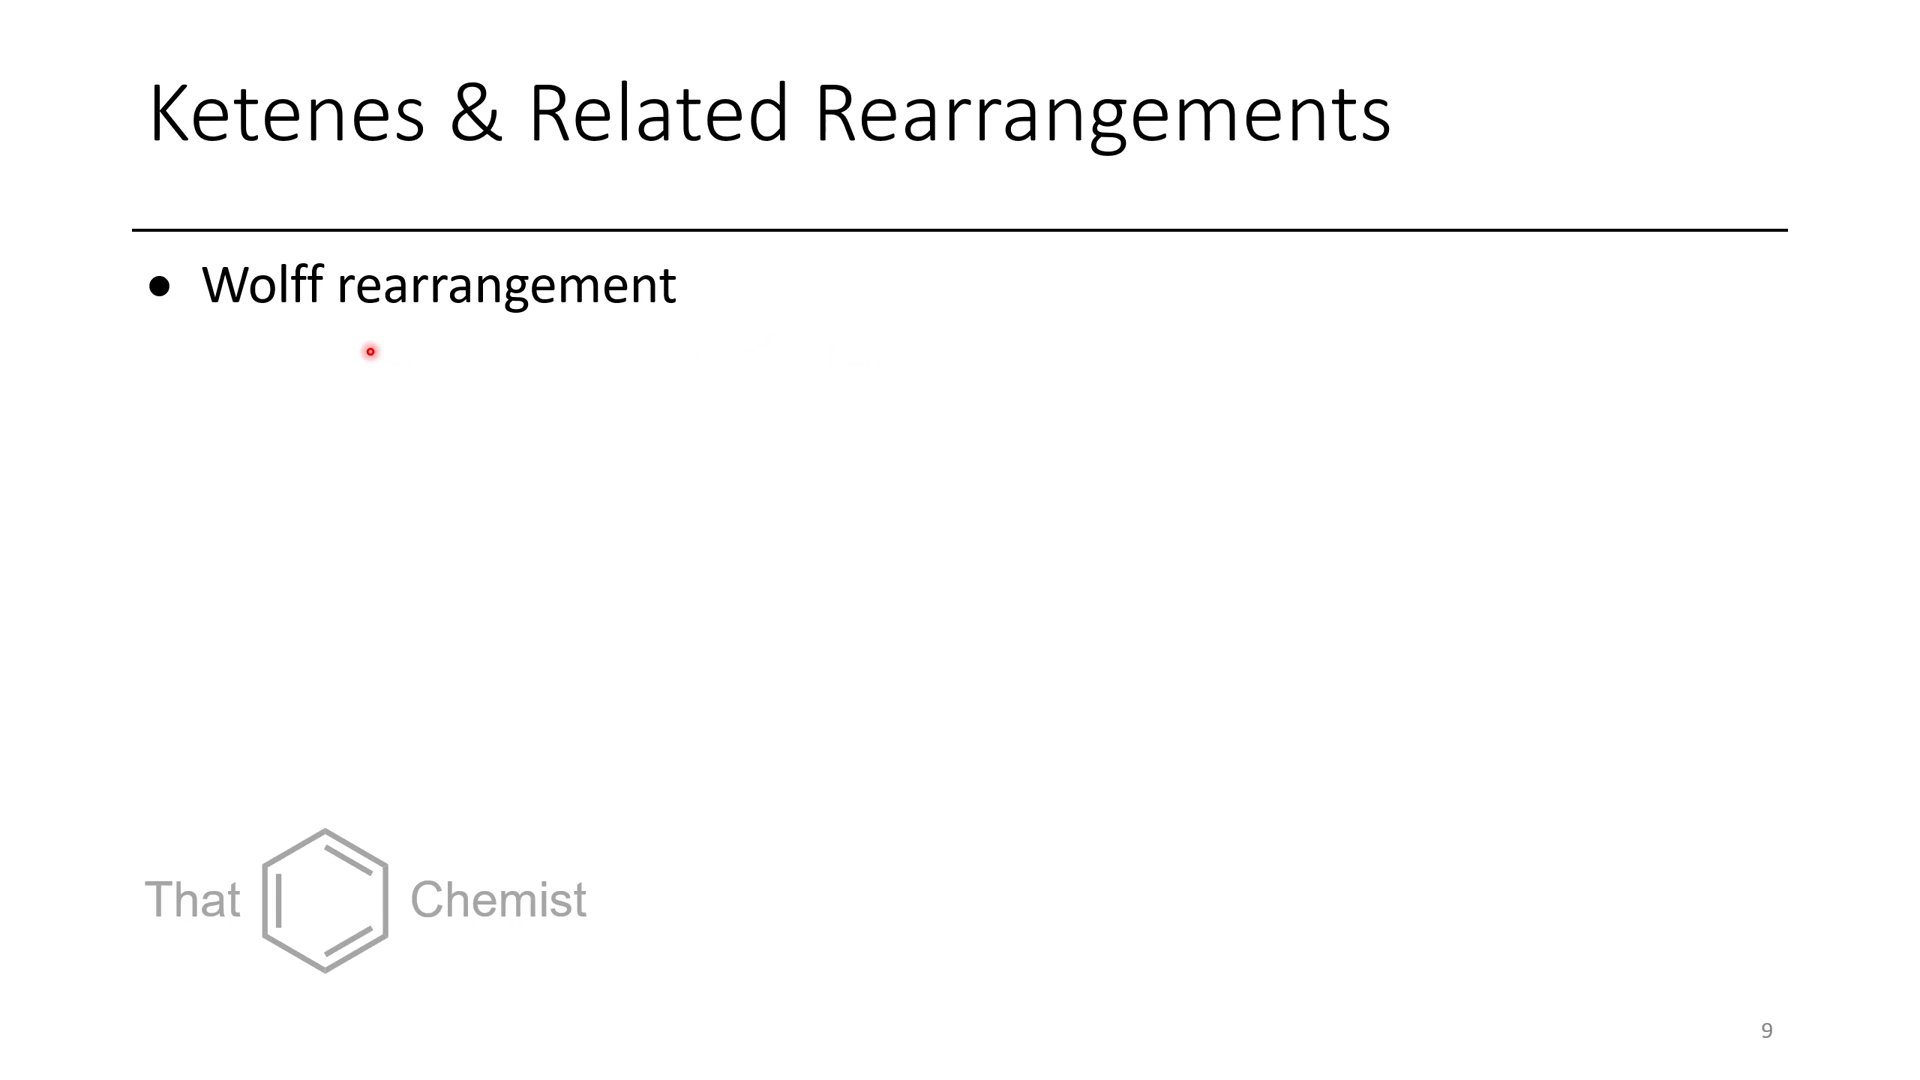 Ketenes & Related Rearrangements
• Wolff rearrangement
That Chemist
9